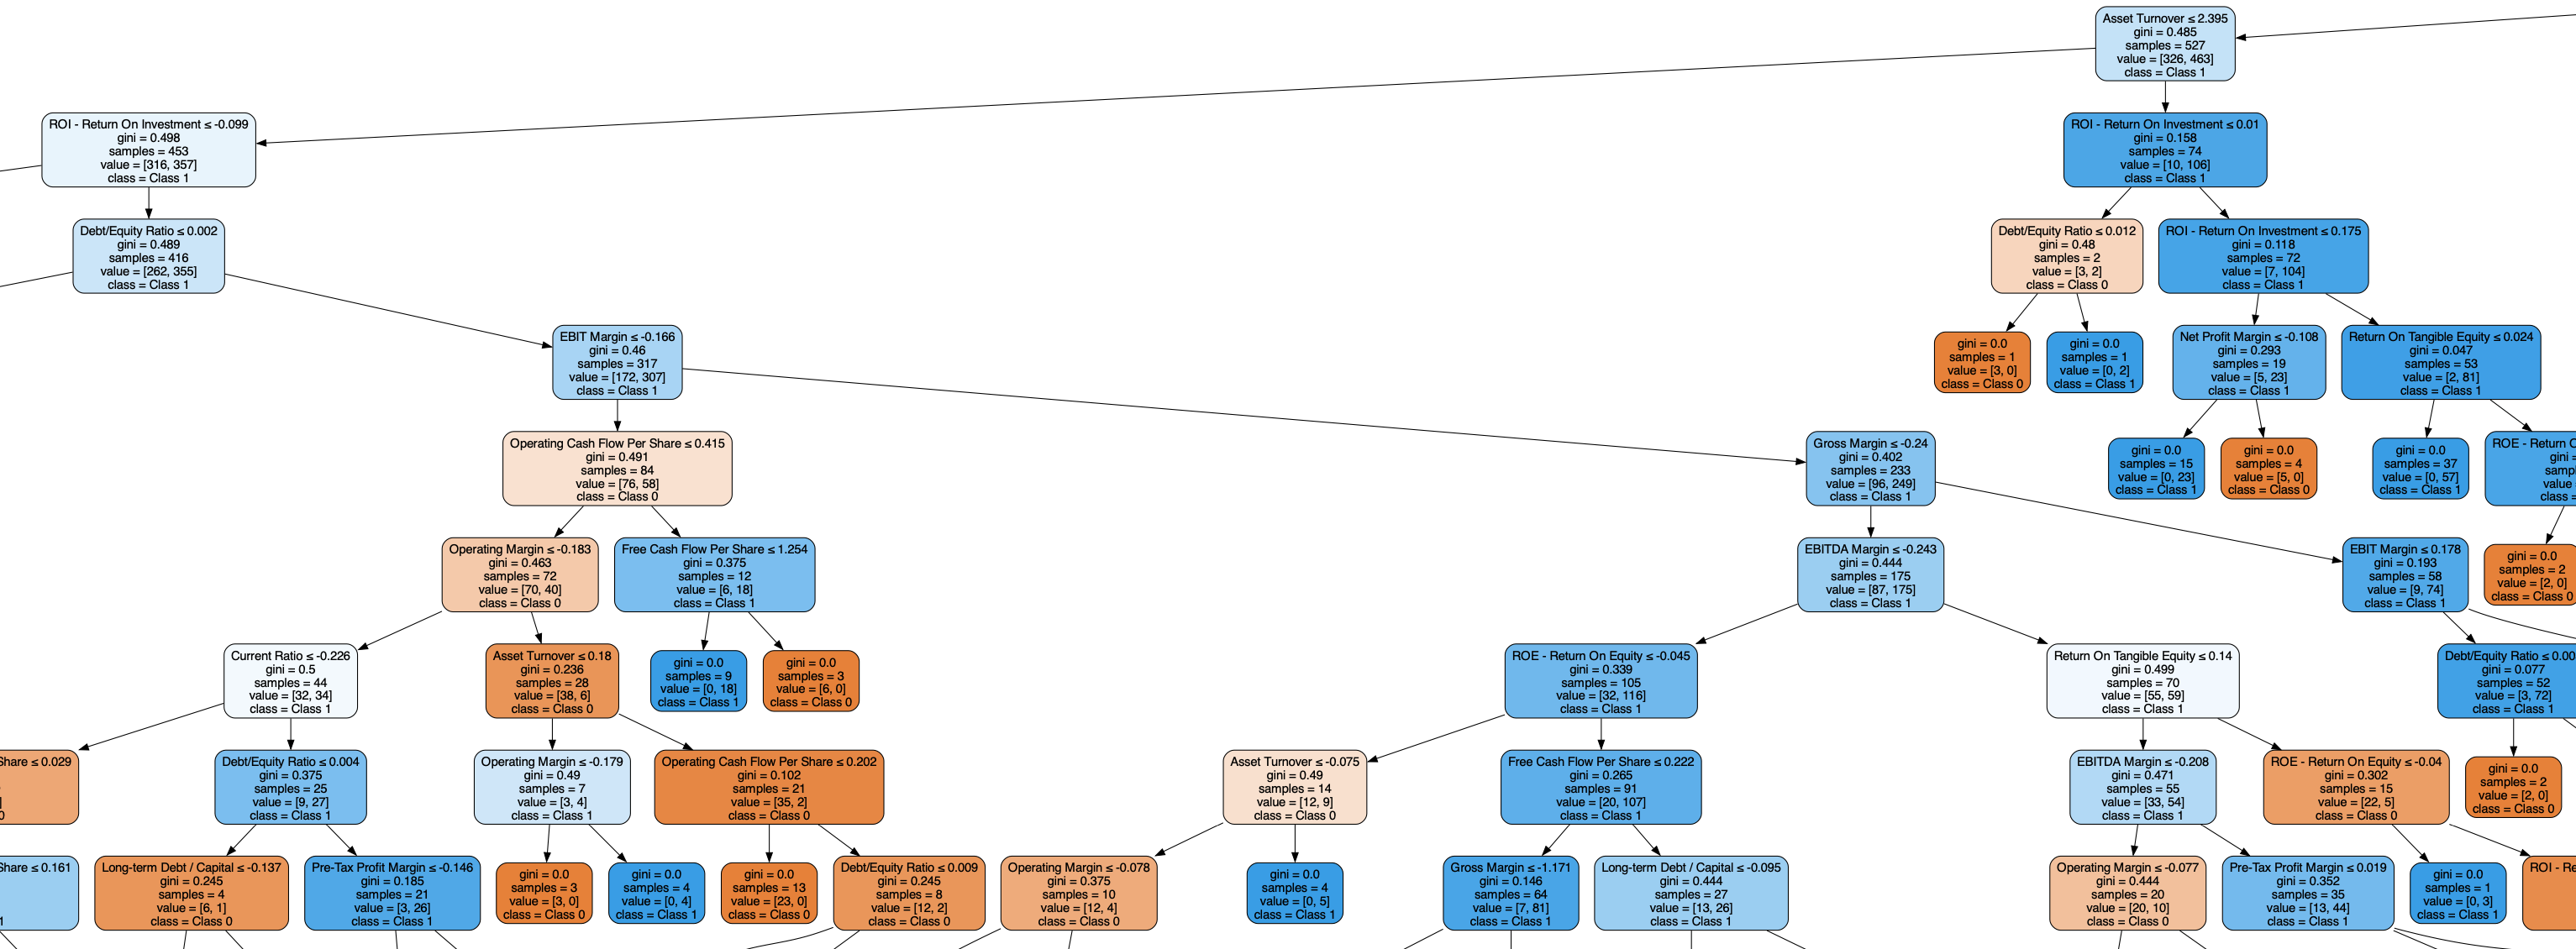 Asset Turnover ≤ 2.395
gini = 0.485
samples = 527
value = [326, 463]
class = Class 1
ROI - Return On Investment ≤ -0.099
gini = 0.498
samples = 453
value = [316, 357]
class = Class 1
ROI - Return On Investment ≤ 0.01
gini = 0.158
samples = 74
value = [10, 106]
class = Class 1
Debt/Equity Ratio ≤ 0.002
gini = 0.489
samples = 416
value = [262, 355]
class = Class 1
Debt/Equity Ratio ≤ 0.012
gini = 0.48
samples = 2
value = [3, 2]
class = Class 0
ROI - Return On Investment ≤ 0.175
gini = 0.118
samples = 72
value = [7, 104]
class = Class 1
EBIT Margin ≤ -0.166
gini = 0.46
samples = 317
value = [172, 307]
class = Class 1
gini = 0.0
samples = 1
value = [3, 0]
class = Class 0
gini = 0.0
samples = 1
value = [0, 2]
class = Class 1
Net Profit Margin ≤ -0.108
gini = 0.293
samples = 19
value = [5, 23]
class = Class 1
Return On Tangible Equity ≤ 0.024
gini = 0.047
samples = 53
value = [2, 81]
class = Class 1
Operating Cash Flow Per Share ≤ 0.415
gini = 0.491
samples = 84
value = [76, 58]
class = Class 0
Gross Margin ≤ -0.24
gini = 0.402
samples = 233
value = [96, 249]
class = Class 1
gini = 0.0
samples = 15
value = [0, 23]
class = Class 1
gini = 0.0
samples = 4
value = [5, 0]
class = Class 0
gini = 0.0
samples = 37
value = [0, 57]
class = Class 1
ROE - Return
gini =
value
class =
Operating Margin ≤ -0.183
gini = 0.463
samples = 72
value = [70, 40]
class = Class 0
Free Cash Flow Per Share ≤ 1.254
gini = 0.375
samples = 12
value = [6, 18]
class = Class 1
EBITDA Margin ≤ -0.243
gini = 0.444
samples = 175
value = [87, 175]
class = Class 1
EBIT Margin ≤ 0.178
gini = 0.193
samples = 58
value = [9, 74]
class = Class 1
gini = 0.0
samples = 2
value = [2, 0]
class = Class 0
Current Ratio ≤ -0.226
gini = 0.5
samples = 44
value = [32, 34]
class = Class 1
Asset Turnover ≤ 0.18
gini = 0.236
samples = 28
value = [38, 6]
class = Class 0
gini = 0.0
samples = 9
value = [0, 18]
class = Class 1
gini = 0.0
samples = 3
value = [6, 0]
class = Class 0
ROE - Return On Equity ≤ -0.045
gini = 0.339
samples = 105
value = [32, 116]
class = Class 1
Return On Tangible Equity ≤ 0.14
gini = 0.499
samples = 70
value = [55, 59]
class = Class 1
Debt/Equity Ratio ≤ 0.00
gini = 0.077
samples = 52
value = [3, 72]
class = Class 1
Share ≤ 0.029
]
0
Debt/Equity Ratio ≤ 0.004
gini = 0.375
samples = 25
value = [9, 27]
class = Class 1
Operating Margin ≤ -0.179
gini = 0.49
samples = 7
value = [3, 4]
class = Class 1
Operating Cash Flow Per Share ≤ 0.202
gini = 0.102
samples = 21
value = [35, 2]
class = Class 0
Asset Turnover ≤ -0.075
gini = 0.49
samples = 14
value = [12, 9]
class = Class 0
Free Cash Flow Per Share ≤ 0.222
gini = 0.265
samples = 91
value = [20, 107]
class = Class 1
EBITDA Margin ≤ -0.208
gini = 0.471
samples = 55
value = [33, 54]
class = Class 1
ROE - Return On Equity ≤ -0.04
gini = 0.302
samples = 15
value = [22, 5]
class = Class 0
gini = 0.0
samples = 2
value = [2, 0]
class = Class 0
Share ≤ 0.161
1
Long-term Debt / Capital ≤ -0.137
gini = 0.245
samples = 4
value = [6, 1]
class = Class 0
Pre-Tax Profit Margin ≤ -0.146
gini = 0.185
samples = 21
value = [3, 26]
class = Class 1
gini = 0.0
samples = 3
value = [3, 0]
class = Class 0
gini = 0.0
samples = 4
value = [0, 4]
class = Class 1
gini = 0.0
samples = 13
value = [23, 0]
class = Class 0
Debt/Equity Ratio ≤ 0.009
gini = 0.245
samples = 8
value = [12, 2]
class = Class 0
Operating Margin ≤ -0.078
gini = 0.375
samples = 10
value = [12, 4]
class = Class 0
gini = 0.0
samples = 4
value = [0, 5]
class = Class 1
Gross Margin ≤ -1.171
gini = 0.146
samples = 64
value = [7, 81]
class = Class 1
Long-term Debt / Capital ≤ -0.095
gini = 0.444
samples = 27
value = [13, 26]
class = Class 1
Operating Margin ≤ -0.077
gini = 0.444
samples = 20
value = [20, 10]
class = Class 0
Pre-Tax Profit Margin ≤ 0.019
gini = 0.352
samples = 35
value = [13, 44]
class = Class 1
gini = 0.0
samples = 1
value = [0, 3]
class = Class 1
ROI - Re